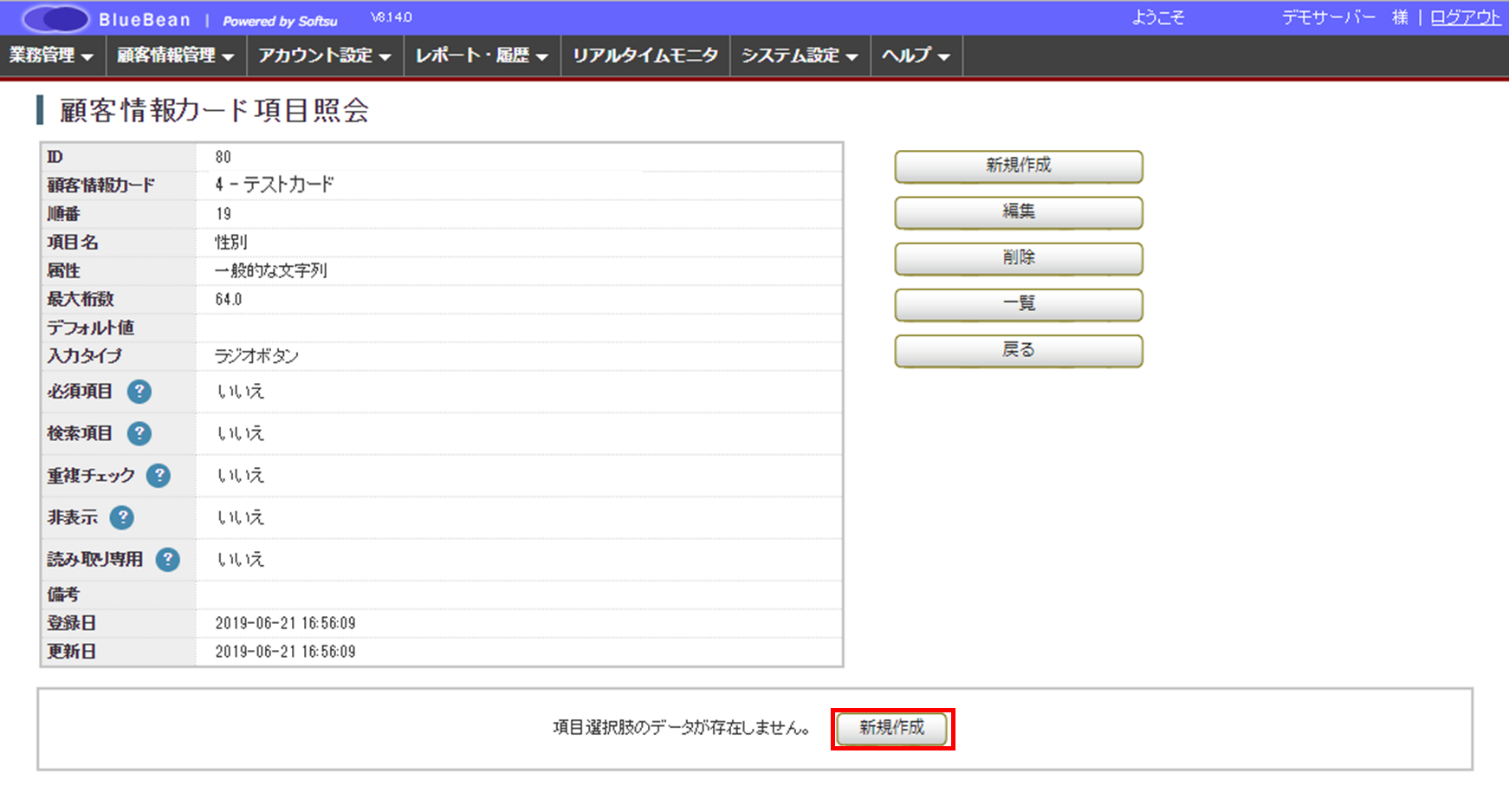 BlueBean | Powered by Softsu V8.14.0 ようこそ デモサーバー 様 | ログアウト
業務管理 顧客情報管理 アカウント設定 レポート・履歴 リアルタイムモニタ システム設定 ヘルプ
顧客情報カード項目照会
ID 80
顧客情報カード 4 - テストカード
順番 19
項目名 性別
属性 一般的な文字列
最大桁数 64.0
デフォルト値
入力タイプ ラジオボタン
必須項目 ? いいえ
検索項目 ? いいえ
重複チェック ? いいえ
非表示 ? いいえ
読み取り専用 ? いいえ
備考
登録日 2019-06-21 16:56:09
更新日 2019-06-21 16:56:09
新規作成
編集
削除
一覧
戻る
項目選択肢のデータが存在しません。 新規作成